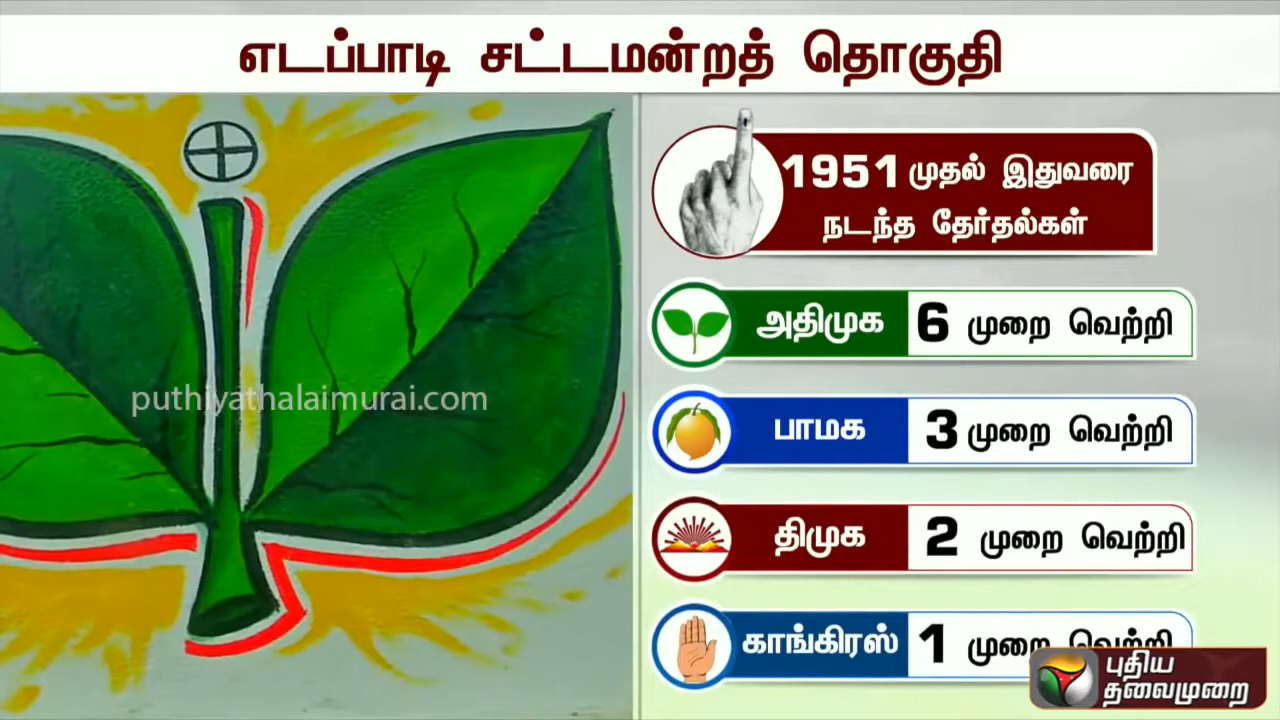 எடப்பாடி சட்டமன்றத் தொகுதி
1951 முதல் இதுவரை
நடந்த தேர்தல்கள்
அதிமுக 6 முறை வெற்றி
பாமக 3 முறை வெற்றி
திமுக 2 முறை வெற்றி
காங்கிரஸ் 1 முறை வெற்றி
puthiyathalaimurai.com
புதிய
தலைமுறை